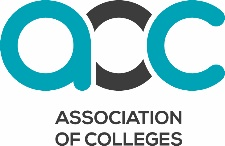 aoc
ASSOCIATION
OF COLLEGES